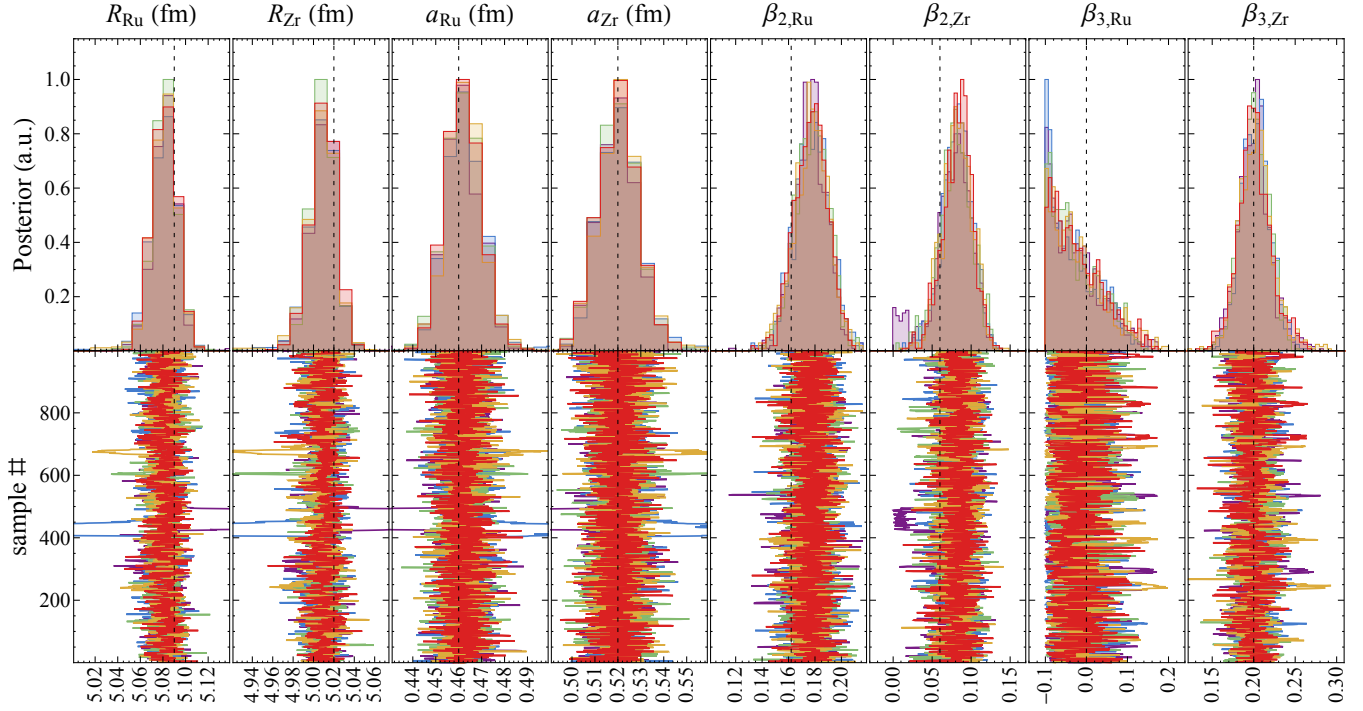 R_Ru (fm) R_Zr (fm) a_Ru (fm) a_Zr (fm) β_2,Ru β_2,Zr β_3,Ru β_3,Zr
Posterior (a.u.)
1.0
0.8
0.6
0.4
0.2
sample #
800
600
400
200
5.02 5.04 5.06 5.08 5.10 5.12 4.94 4.96 4.98 5.00 5.02 5.04 5.06 0.44 0.45 0.46 0.47 0.48 0.49 0.50 0.51 0.52 0.53 0.54 0.55 0.12 0.14 0.16 0.18 0.20 0.00 0.05 0.10 0.15 −0.1 0.0 0.1 0.2 0.15 0.20 0.25 0.30